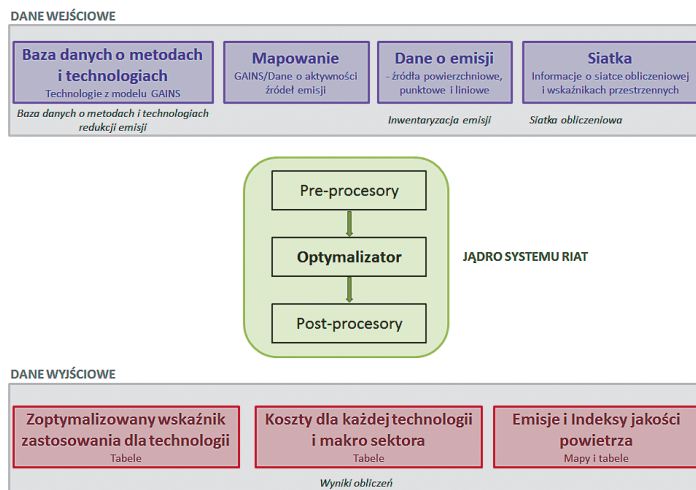 DANE WEJŚCIOWE
Baza danych o metodach
i technologiach
Technologie z modelu GAINS
Mapowanie
GAINS/Dane o aktywności
źródeł emisji
Dane o emisji
- źródła powierzchniowe,
punktowe i liniowe
Siatka
Informacje o siatce obliczeniowej
i wskaźnikach przestrzennych
Baza danych o metodach i technologiach
redukcji emisji
Inwentaryzacja emisji
Siatka obliczeniowa
Pre-procesory
Optymalizator
Post-procesory
JĄDRO SYSTEMU RIAT
DANE WYJŚCIOWE
Zoptymalizowany wskaźnik
zastosowania dla technologii
Tabele
Koszty dla każdej technologii
i makro sektora
Tabele
Emisje i Indeksy jakości
powietrza
Mapy i tabele
Wyniki obliczeń